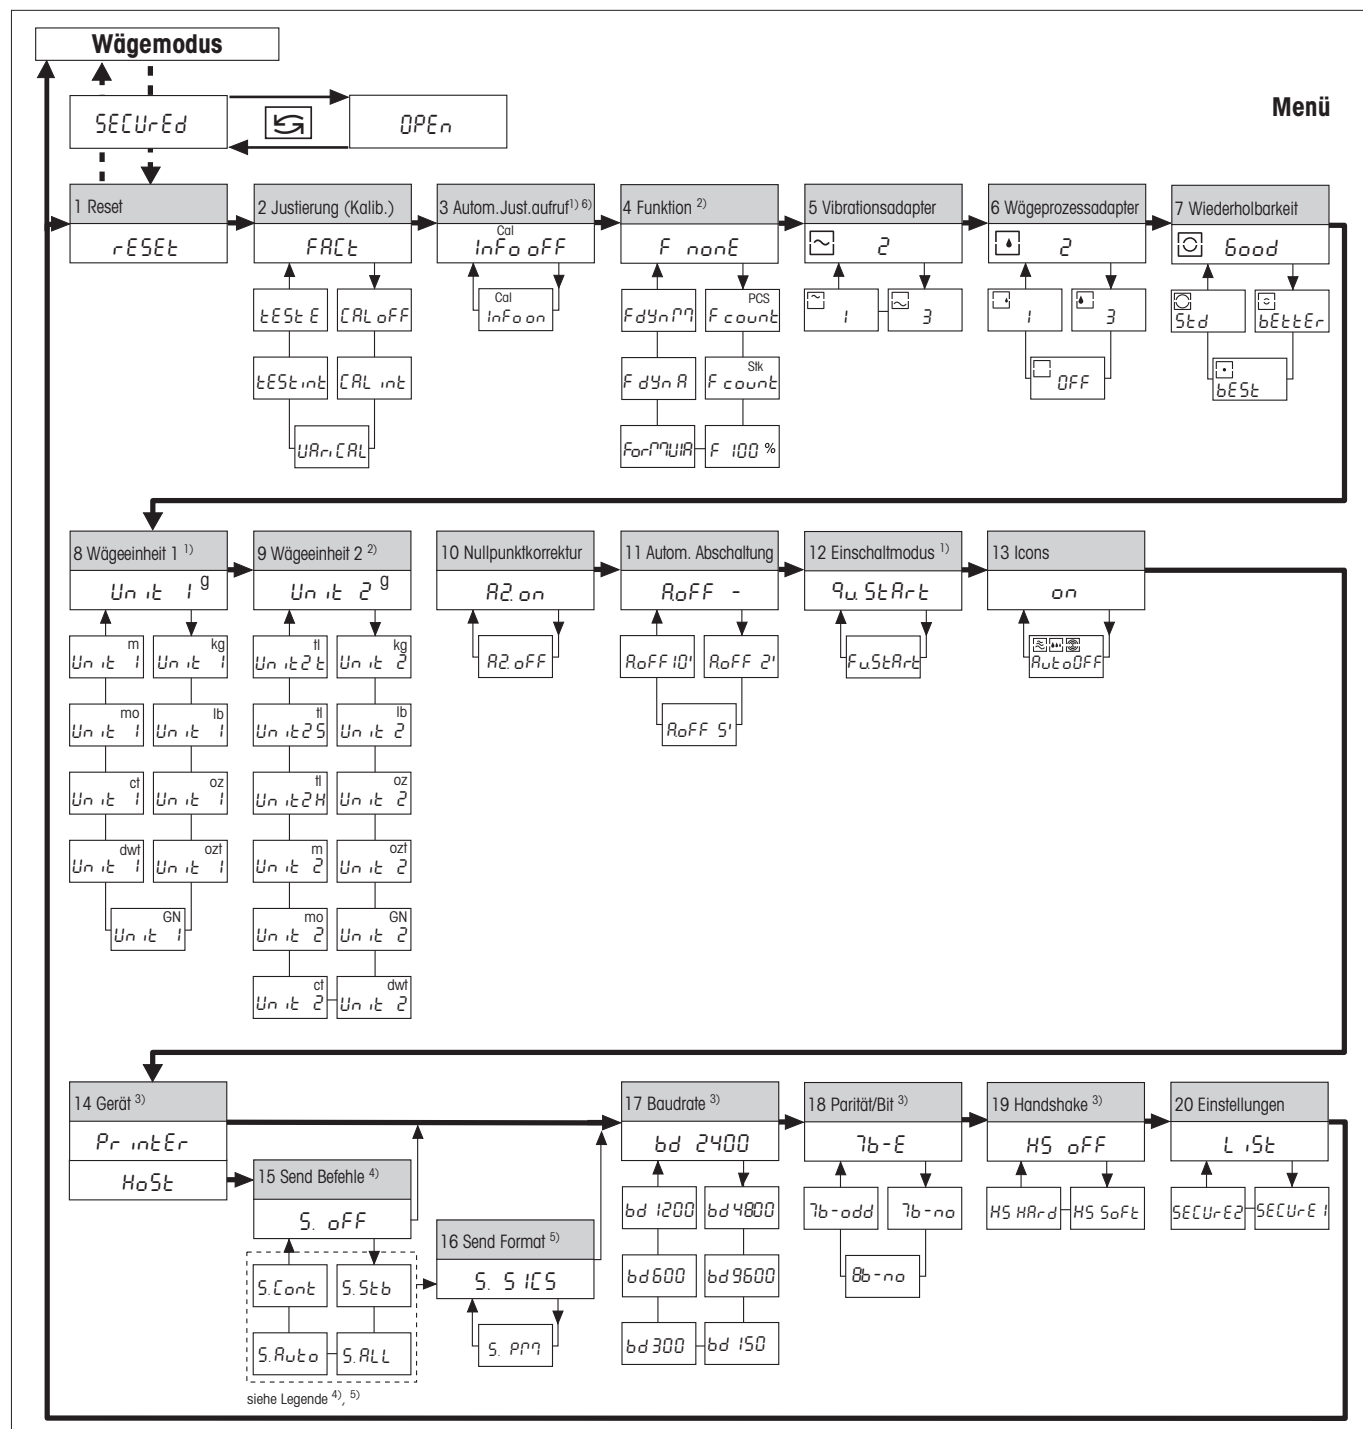 Wägemodus
Menü
SECUrEd
OPEn
1 Reset
rESEt
2 Justierung (Kalib.)
FACt
tESt E
CAL oFF
tESt int
CAL int
VAriCAL
3 Autom.Just.aufruf 1) 6)
Cal
InFo oFF
Cal
InFo on
4 Funktion 2)
F nonE
F dYn M
PCS
F count
F dYn A
Stk
F count
ForMUlA
F 100 %
5 Vibrationsadapter
2
1
3
6 Wägeprozessadapter
2
1
3
OFF
7 Wiederholbarkeit
Good
Std
bEttEr
bESt
8 Wägeeinheit 1 1)
Unit 1 g
m
Unit 1
kg
Unit 1
mo
Unit 1
lb
Unit 1
ct
Unit 1
oz
Unit 1
dwt
Unit 1
ozt
Unit 1
GN
Unit 1
9 Wägeeinheit 2 2)
Unit 2 g
tl
Unit2t
kg
Unit 2
tl
Unit2S
lb
Unit 2
tl
Unit2H
oz
Unit 2
m
Unit 2
ozt
Unit 2
mo
Unit 2
GN
Unit 2
ct
Unit 2
dwt
Unit 2
10 Nullpunktkorrektur
AZ. on
AZ. oFF
11 Autom. Abschaltung
A.oFF -
A.oFF 10'
A.oFF 2'
A.oFF 5'
12 Einschaltmodus 1)
qu.StArt
Fu.StArt
13 Icons
on
AutoOFF
14 Gerät 3)
PrintEr
HoSt
15 Send Befehle 4)
S. oFF
S.Cont
S.Stb
S.Auto
S.ALL
siehe Legende 4), 5)
16 Send Format 5)
S. SICS
S. PM
17 Baudrate 3)
bd 2400
bd 1200
bd 4800
bd 600
bd 9600
bd 300
bd 150
18 Parität/Bit 3)
7b-E
7b-odd
7b-no
8b-no
19 Handshake 3)
HS oFF
HS HArd
HS SoFt
20 Einstellungen
LiSt
SECUrE2
SECUrE1